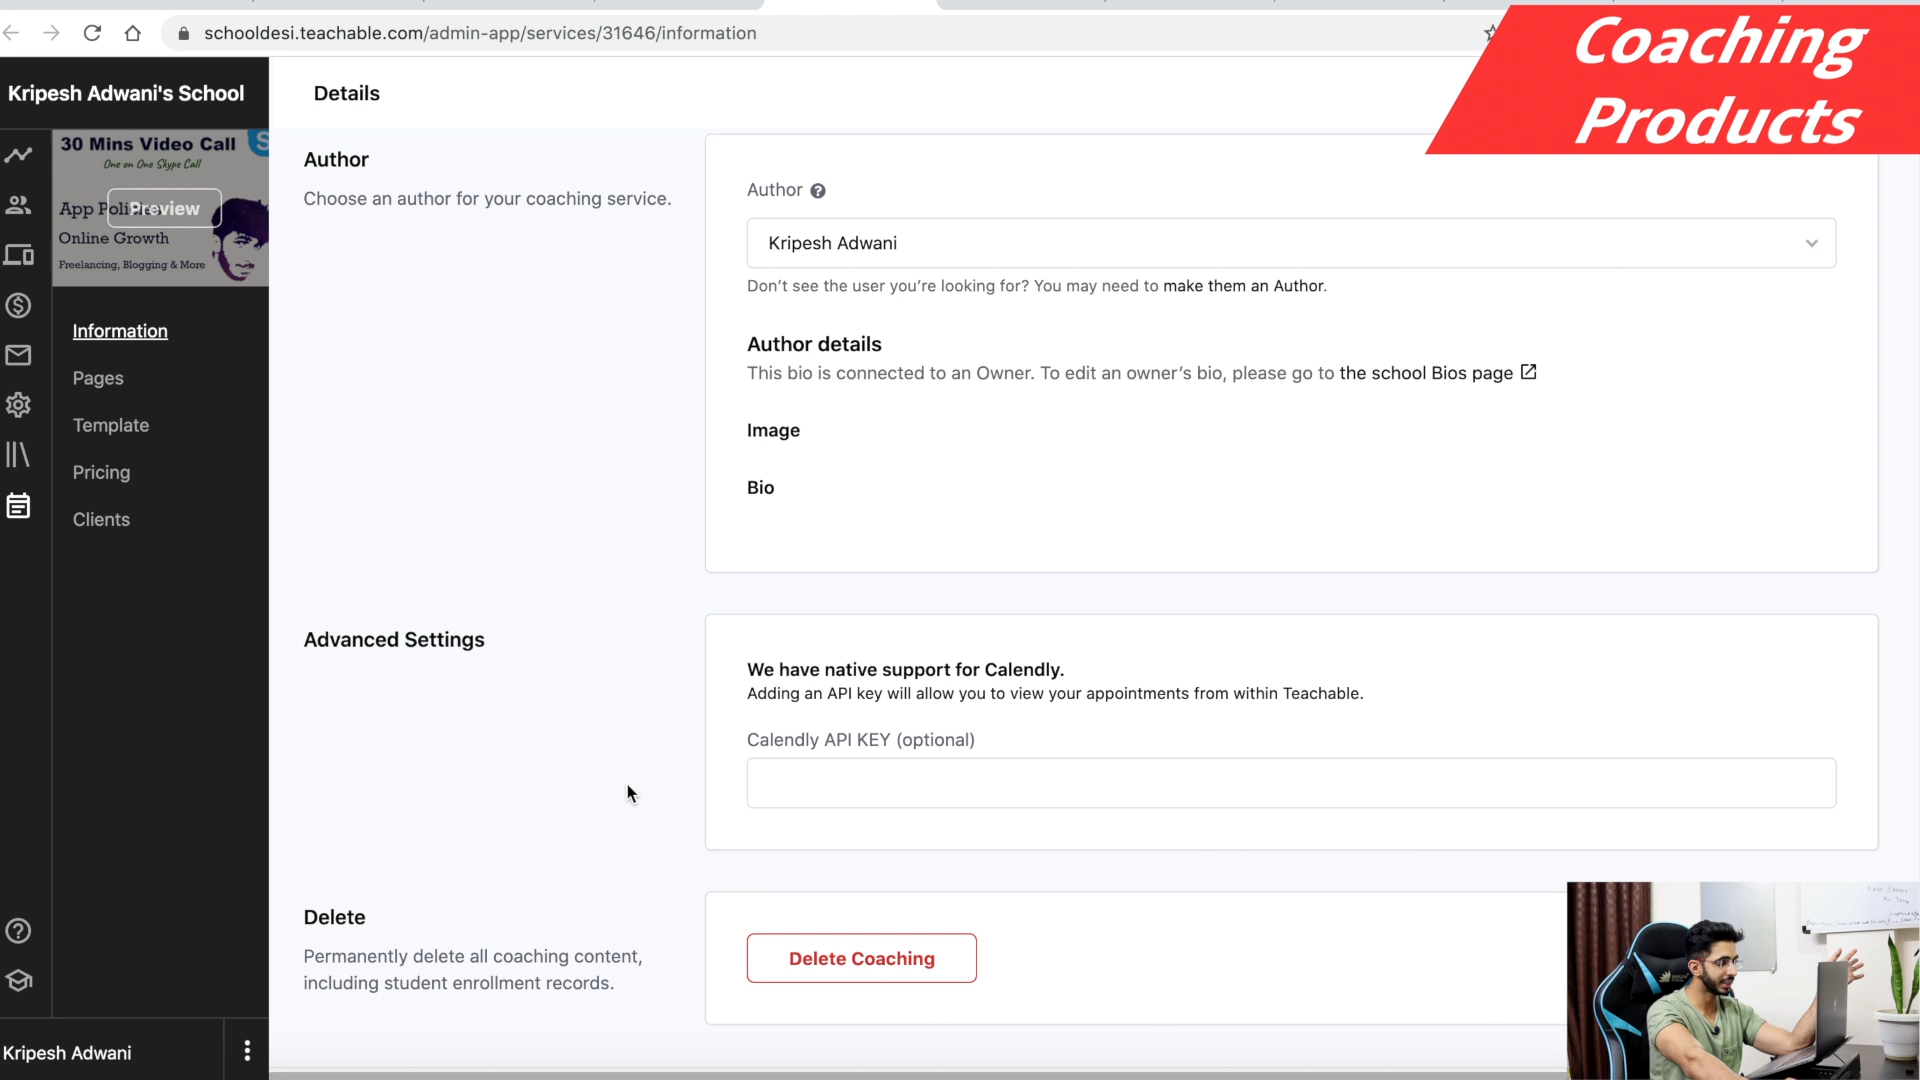 schooldesi.teachable.com/admin-app/services/31646/information
Coaching
Products
Kripesh Adwani's School
Details
30 Mins Video Call
One on One Skype Call
Preview
Online Growth
Freelancing, Blogging & More
Information
Pages
Template
Pricing
Clients
Kripesh Adwani
Author
Choose an author for your coaching service.
Author
Kripesh Adwani
Don't see the user you're looking for? You may need to make them an Author.
Author details
This bio is connected to an Owner. To edit an owner's bio, please go to the school Bios page
Image
Bio
Advanced Settings
We have native support for Calendly.
Adding an API key will allow you to view your appointments from within Teachable.
Calendly API KEY (optional)
Delete
Permanently delete all coaching content,
including student enrollment records.
Delete Coaching